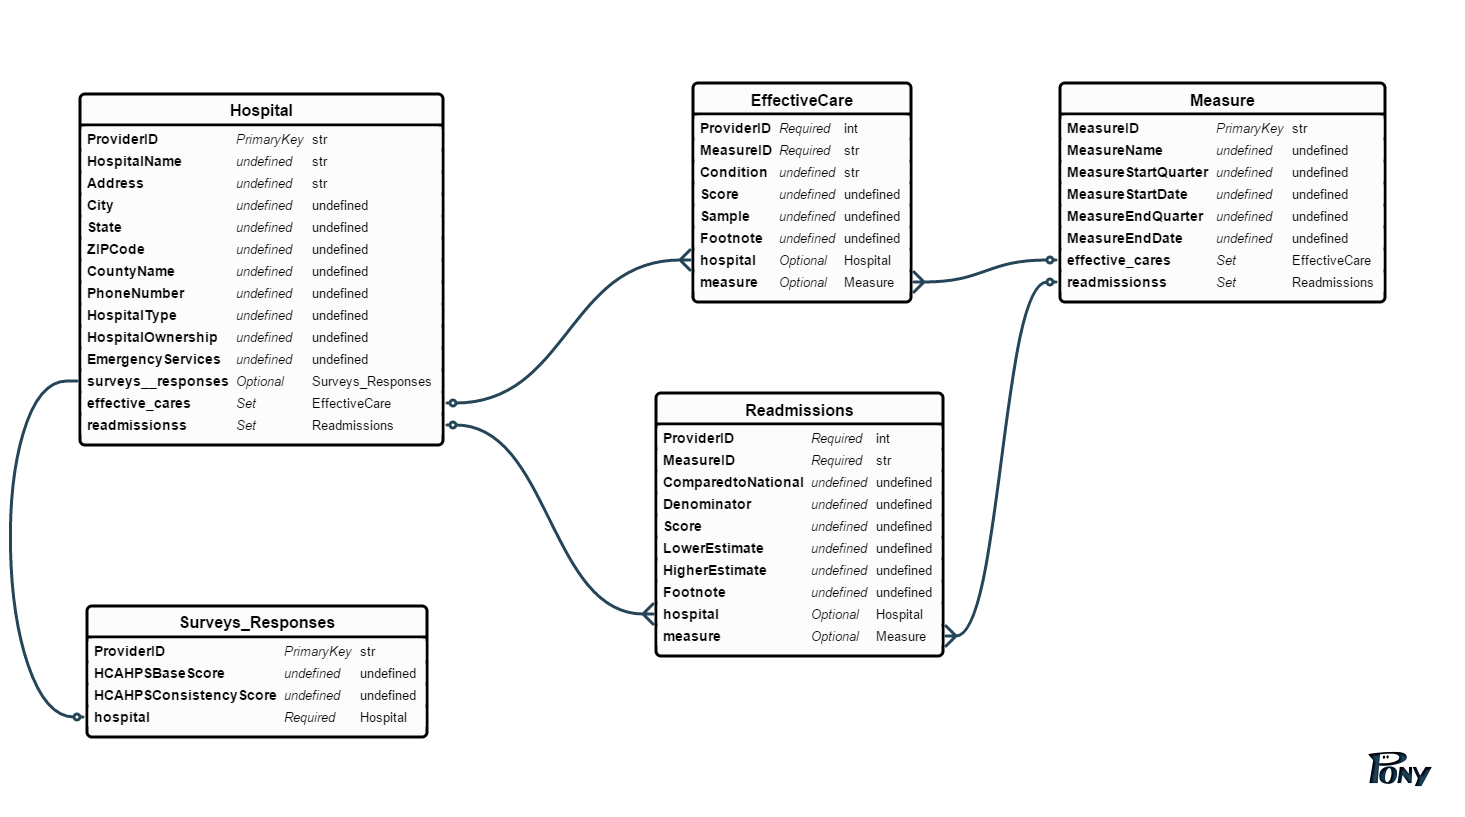 Hospital
ProviderID PrimaryKey str
HospitalName undefined str
Address undefined str
City undefined undefined
State undefined undefined
ZIPCode undefined undefined
CountyName undefined undefined
PhoneNumber undefined undefined
HospitalType undefined undefined
HospitalOwnership undefined undefined
EmergencyServices undefined undefined
surveys__responses Optional Surveys_Responses
effective_cares Set EffectiveCare
readmissionss Set Readmissions
EffectiveCare
ProviderID Required int
MeasureID Required str
Condition undefined str
Score undefined undefined
Sample undefined undefined
Footnote undefined undefined
hospital Optional Hospital
measure Optional Measure
Measure
MeasureID PrimaryKey str
MeasureName undefined undefined
MeasureStartQuarter undefined undefined
MeasureStartDate undefined undefined
MeasureEndQuarter undefined undefined
MeasureEndDate undefined undefined
effective_cares Set EffectiveCare
readmissionss Set Readmissions
Readmissions
ProviderID Required int
MeasureID Required str
ComparedtoNational undefined undefined
Denominator undefined undefined
Score undefined undefined
LowerEstimate undefined undefined
HigherEstimate undefined undefined
Footnote undefined undefined
hospital Optional Hospital
measure Optional Measure
Surveys_Responses
ProviderID PrimaryKey str
HCAHPSBaseScore undefined undefined
HCAHPSConsistencyScore undefined undefined
hospital Required Hospital
PONY